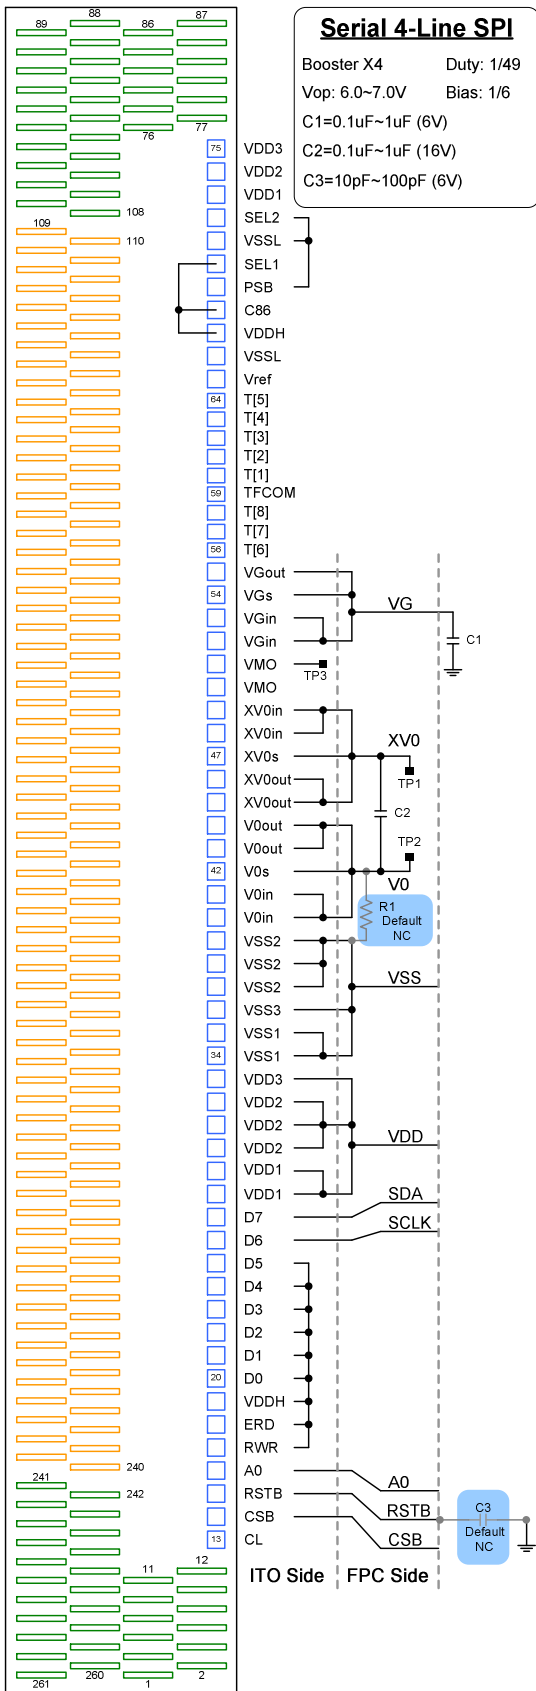 Serial 4-Line SPI
Booster X4 Duty: 1/49
Vop: 6.0~7.0V Bias: 1/6
C1=0.1uF~1uF (6V)
C2=0.1uF~1uF (16V)
C3=10pF~100pF (6V)
89 88 86 87
76 77
75 VDD3
VDD2
VDD1
108 SEL2
109
110 VSSL
SEL1
PSB
C86
VDDH
VSSL
Vref
64 T[5]
T[4]
T[3]
T[2]
T[1]
59 TFCOM
T[8]
T[7]
56 T[6]
VGout
54 VGs
VG
VGin
VGin C1
VMO TP3
VMO
XV0in
XV0in
XV0
47 XV0s
XV0out TP1
XV0out
C2
V0out
V0out TP2
42 V0s
V0
V0in
R1
Default
NC
V0in
VSS2
VSS2
VSS2 VSS
VSS3
VSS1
34 VSS1
VDD3
VDD2
VDD2
VDD2 VDD
VDD1
VDD1
D7 SDA
D6 SCLK
D5
D4
D3
D2
D1
20 D0
VDDH
ERD
RWR
240 A0 A0
241
242 RSTB RSTB
C3
Default
NC
CSB CSB
13 CL
12
11 ITO Side FPC Side
261 260 1 2